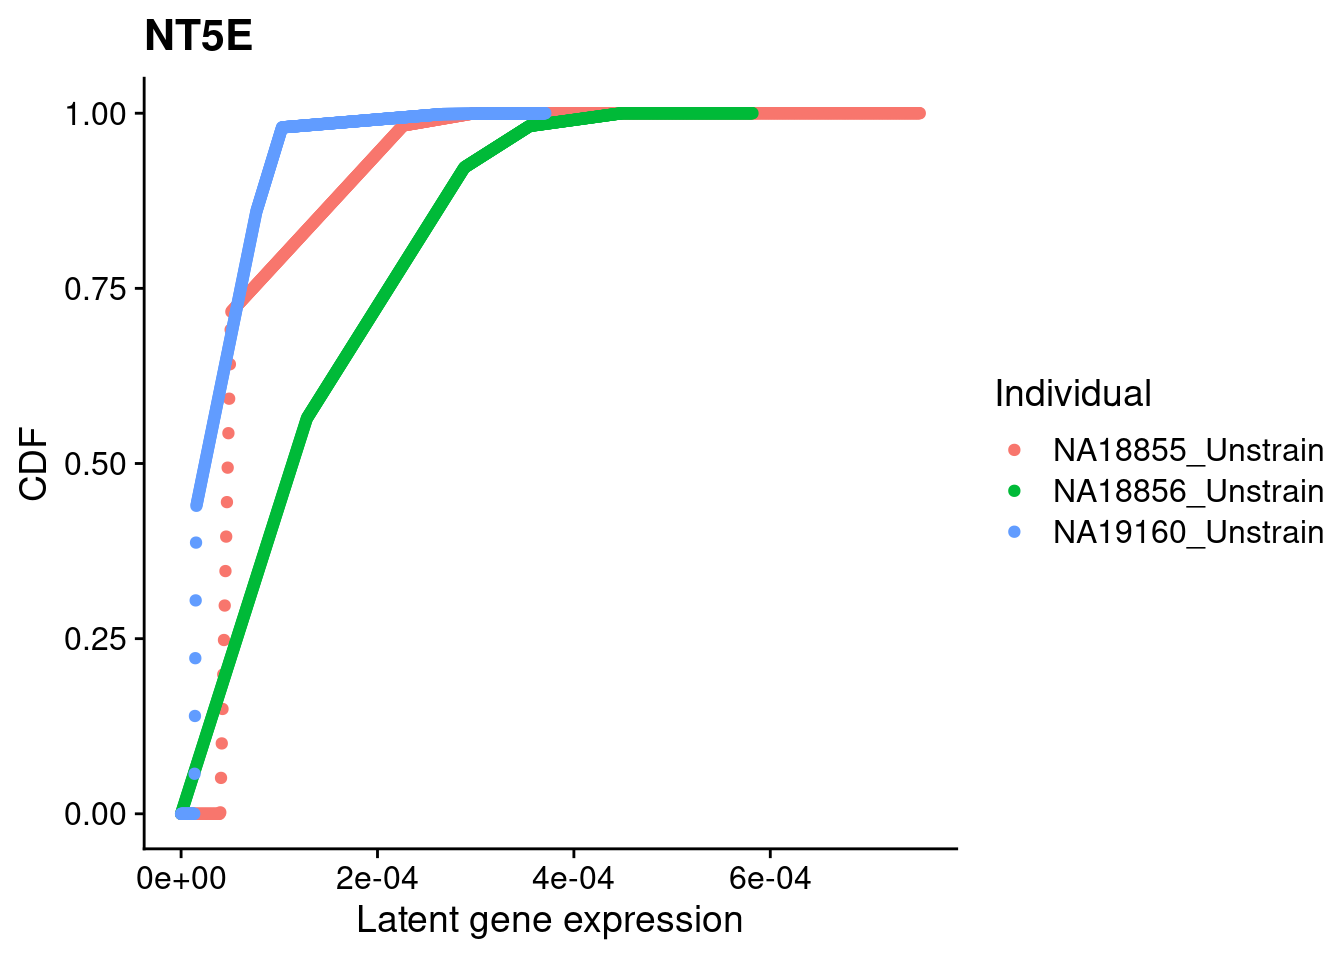 NT5E
1.00
0.75
0.50
0.25
0.00
CDF
0e+00
2e-04
4e-04
6e-04
Latent gene expression
Individual
NA18855_Unstrain
NA18856_Unstrain
NA19160_Unstrain